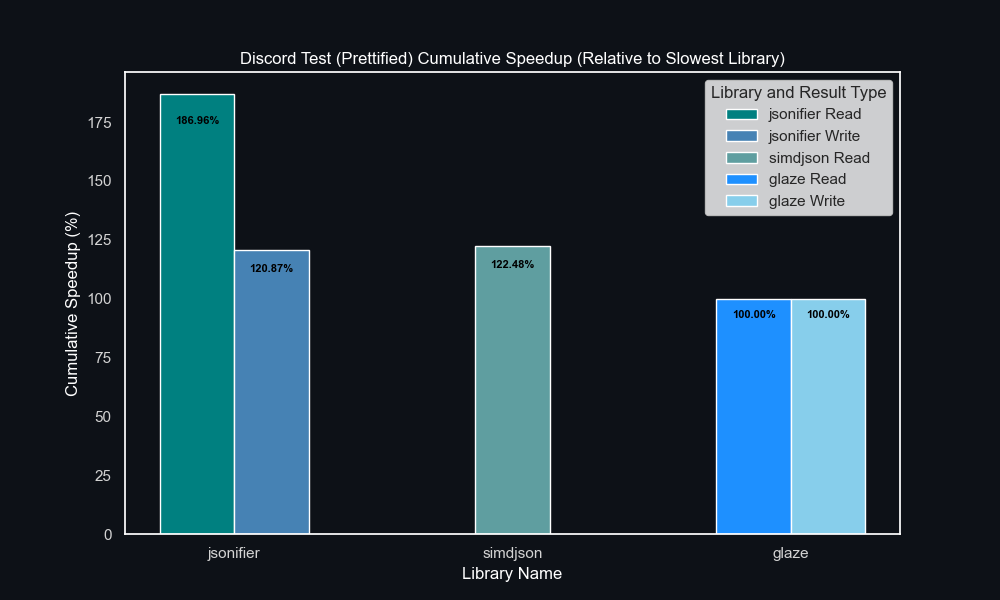 Discord Test (Prettified) Cumulative Speedup (Relative to Slowest Library)
Library and Result Type
jsonifier Read
jsonifier Write
simdjson Read
glaze Read
glaze Write
Cumulative Speedup (%)
175
150
125
100
75
50
25
0
186.96%
120.87%
122.48%
100.00%
100.00%
jsonifier
simdjson
glaze
Library Name